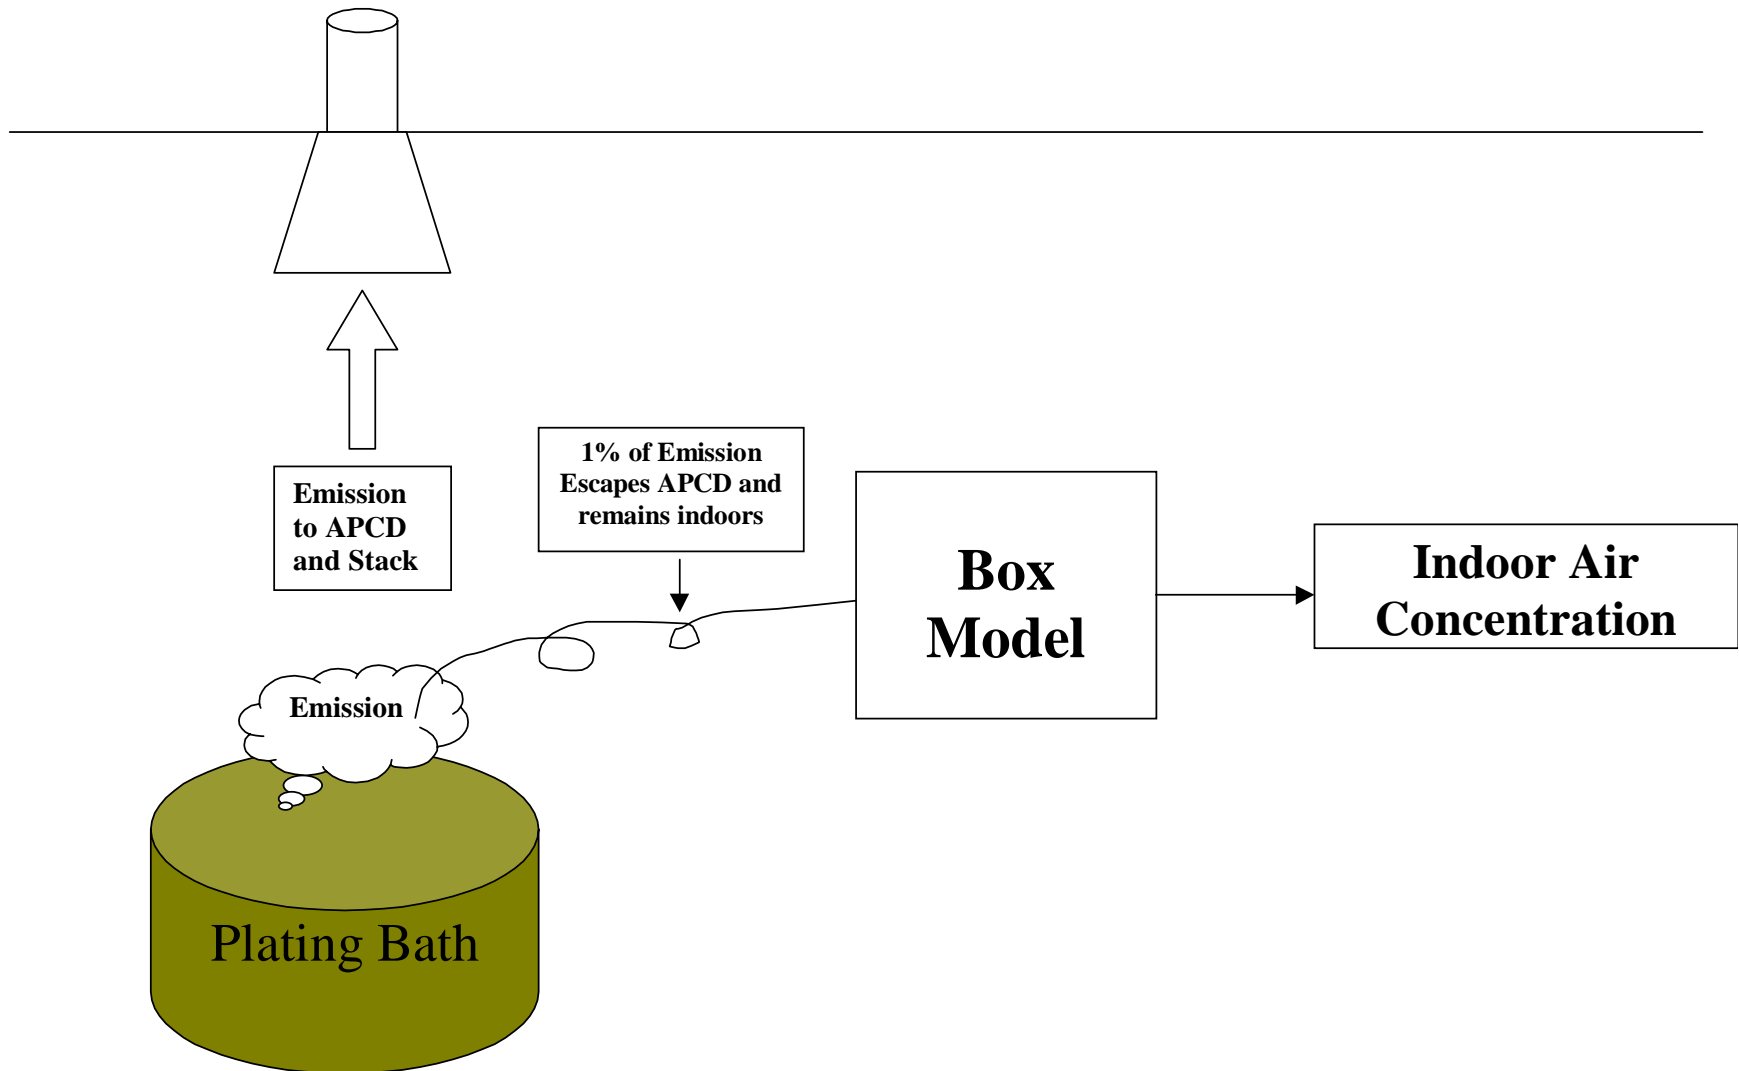 1% of Emission
Escapes APCD and
remains indoors
Emission
to APCD
and Stack
Box
Model
Indoor Air
Concentration
Emission
Plating Bath